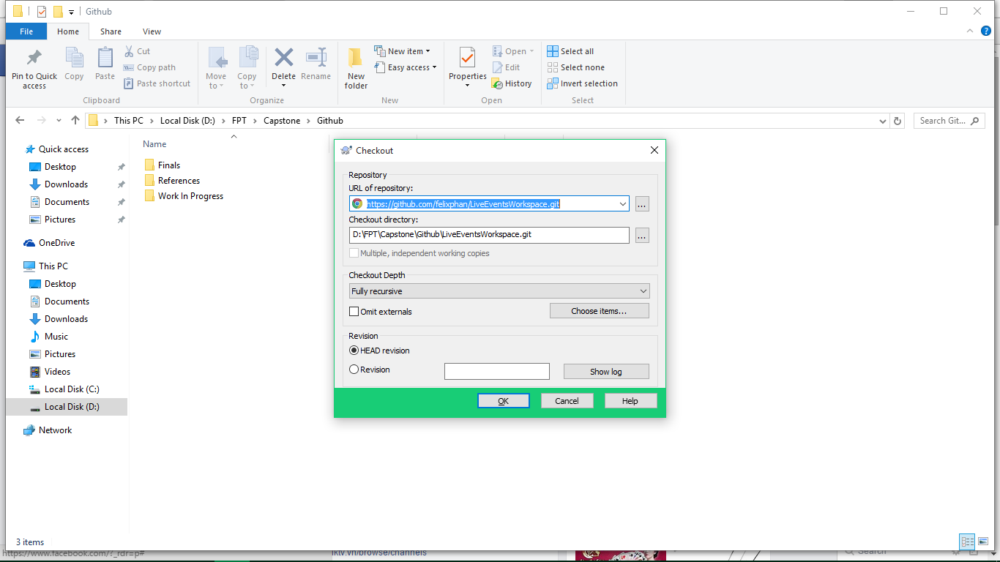 Github
File Home Share View
Pin to Quick access
Copy
Paste
Cut
Copy path
Paste shortcut
Clipboard
Move to
Copy to
Delete
Rename
Organize
New folder
New item
Easy access
New
Properties
Open
Edit
History
Open
Select all
Select none
Invert selection
Select
This PC > Local Disk (D:) > FPT > Capstone > Github
Search Git...
Quick access
Desktop
Downloads
Documents
Pictures
OneDrive
This PC
Desktop
Documents
Downloads
Music
Pictures
Videos
Local Disk (C:)
Local Disk (D:)
Network
Name
Finals
References
Work In Progress
Checkout
Repository
URL of repository:
https://github.com/felixphan/LiveEventsWorkspace.git
...
Checkout directory:
D:\FPT\Capstone\Github\LiveEventsWorkspace.git
...
Multiple, independent working copies
Checkout Depth
Fully recursive
Omit externals
Choose items...
Revision
HEAD revision
Revision
Show log
OK Cancel Help
3 items
https://www.facebook.com/?_rdr=p#
.vn/browse/channels
Search